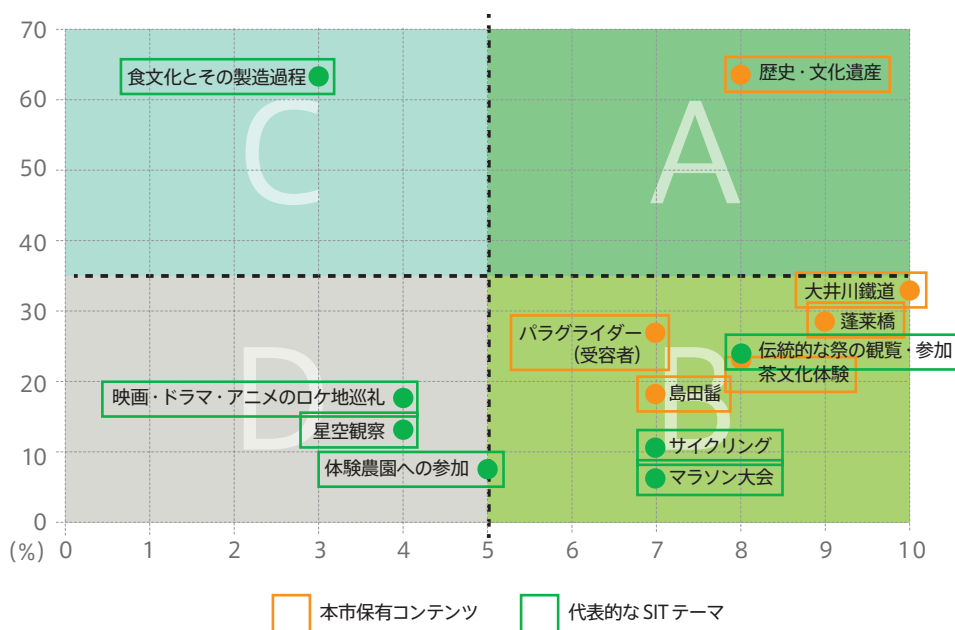 70
60
50
40
30
20
10
0
(%)
0
1
2
3
4
5
6
7
8
9
10
C
A
D
B
食文化とその製造過程
歴史・文化遺産
大井川鐵道
蓬莱橋
パラグライダー
(受容者)
伝統的な祭の観覧・参加
茶文化体験
島田髷
映画・ドラマ・アニメのロケ地巡礼
星空観察
体験農園への参加
サイクリング
マラソン大会
本市保有コンテンツ
代表的な SIT テーマ